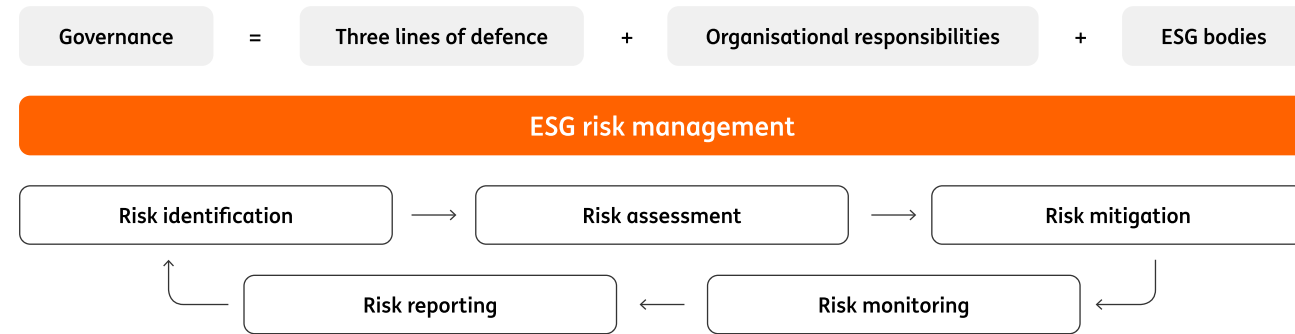 Governance = Three lines of defence + Organisational responsibilities + ESG bodies
ESG risk management
Risk identification Risk assessment Risk mitigation
Risk reporting Risk monitoring